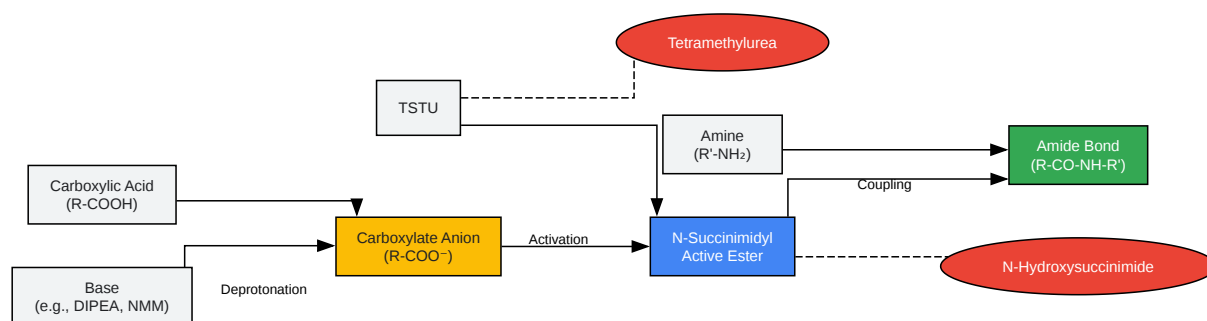 Tetramethylurea
TSTU
Amine
(R'-NH₂)
Amide Bond
(R-CO-NH-R')
Carboxylic Acid
(R-COOH)
Coupling
Carboxylate Anion
(R-COO⁻)
Activation
N-Succinimidyl
Active Ester
N-Hydroxysuccinimide
Base
(e.g., DIPEA, NMM)
Deprotonation